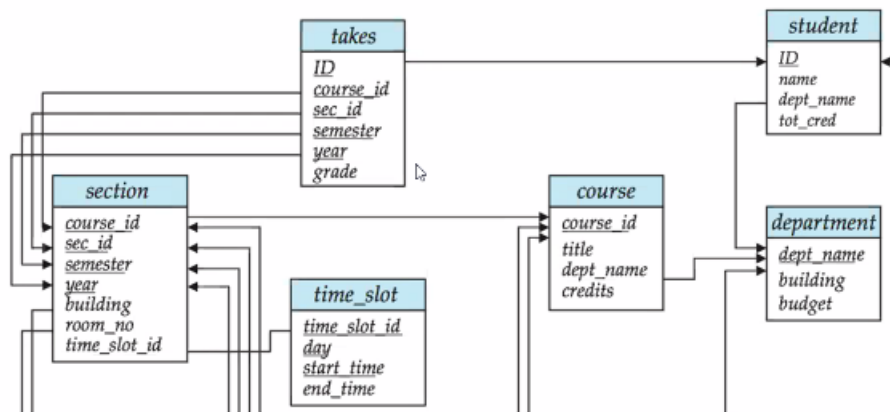 takes
ID
course_id
sec_id
semester
year
grade
student
ID
name
dept_name
tot_cred
section
course_id
sec_id
semester
year
building
room_no
time_slot_id
time_slot
time_slot_id
day
start_time
end_time
course
course_id
title
dept_name
credits
department
dept_name
building
budget